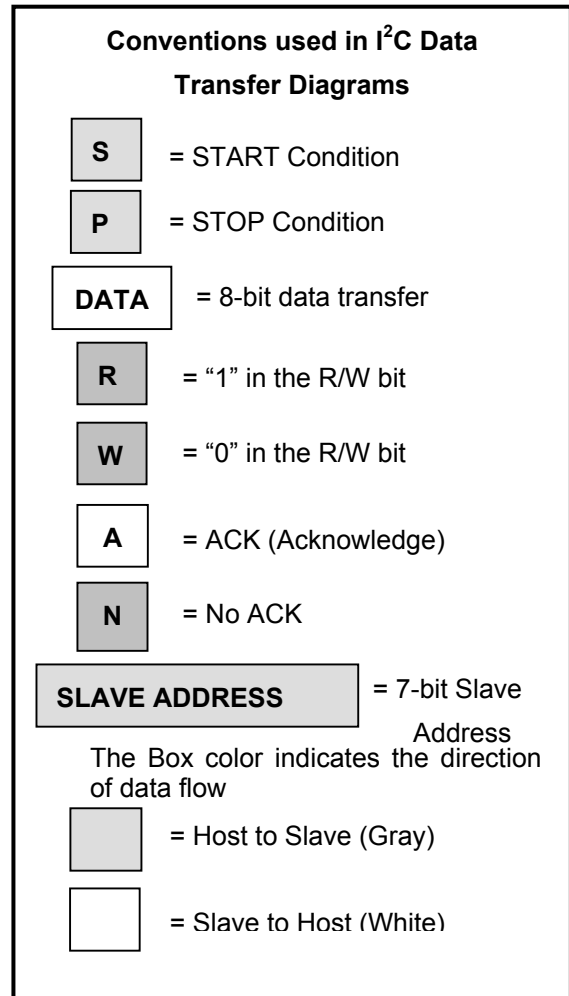 Conventions used in I²C Data
Transfer Diagrams
S = START Condition
P = STOP Condition
DATA = 8-bit data transfer
R = “1” in the R/W bit
W = “0” in the R/W bit
A = ACK (Acknowledge)
N = No ACK
SLAVE ADDRESS = 7-bit Slave
Address
The Box color indicates the direction
of data flow
= Host to Slave (Gray)
= Slave to Host (White)